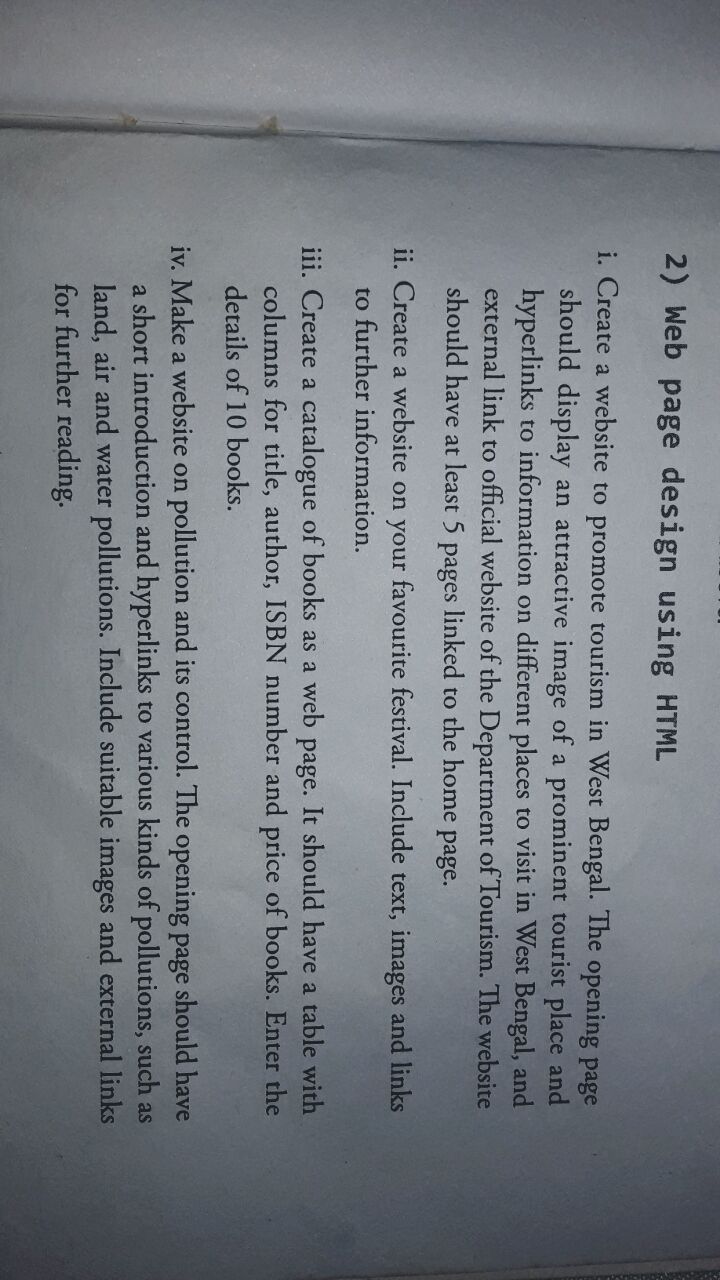 2) Web page design using HTML
i. Create a website to promote tourism in West Bengal. The opening page
should display an attractive image of a prominent tourist place and
hyperlinks to information on different places to visit in West Bengal, and
external link to official website of the Department of Tourism. The website
should have at least 5 pages linked to the home page.
ii. Create a website on your favourite festival. Include text, images and links
to further information.
iii. Create a catalogue of books as a web page. It should have a table with
columns for title, author, ISBN number and price of books. Enter the
details of 10 books.
iv. Make a website on pollution and its control. The opening page should have
a short introduction and hyperlinks to various kinds of pollutions, such as
land, air and water pollutions. Include suitable images and external links
for further reading.